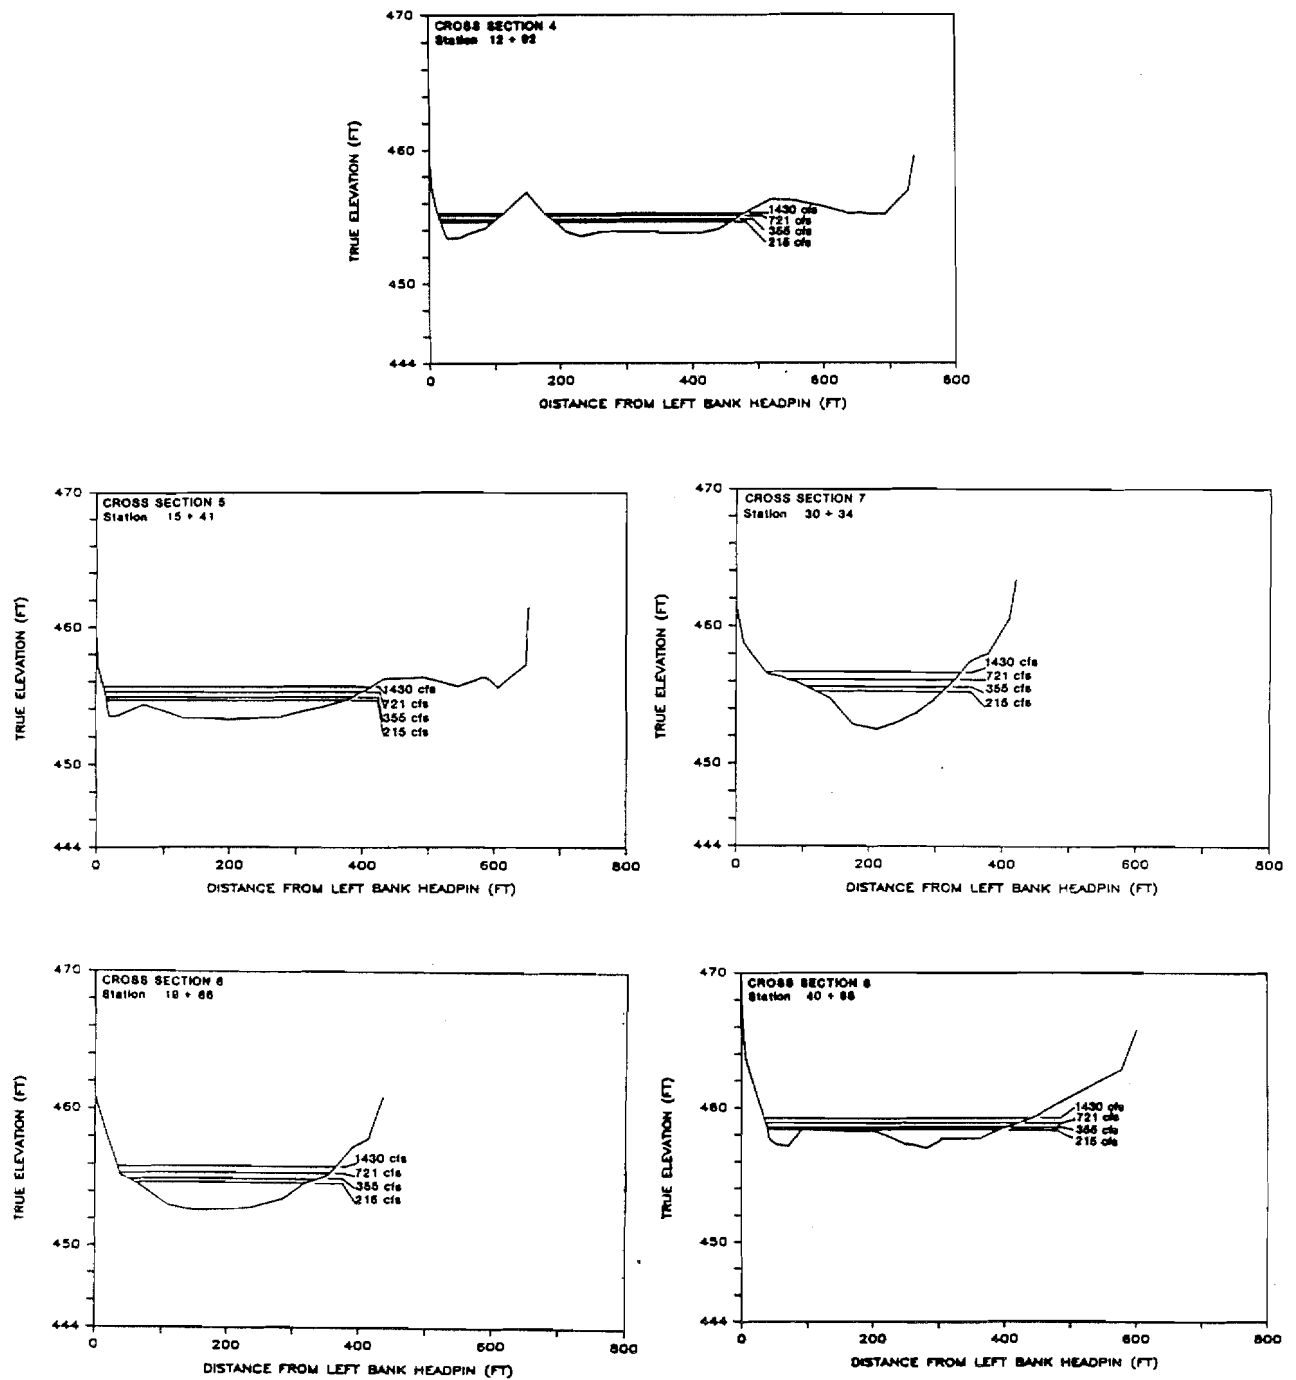 470
CROSS SECTION 4
Station 12 + 92
460
450
444
TRUE ELEVATION (FT)
1430 cfs
721 cfs
355 cfs
215 cfs
0 200 400 600 800
DISTANCE FROM LEFT BANK HEADPIN (FT)
470
CROSS SECTION 5
Station 15 + 41
460
450
444
TRUE ELEVATION (FT)
1430 cfs
721 cfs
355 cfs
215 cfs
0 200 400 600 800
DISTANCE FROM LEFT BANK HEADPIN (FT)
470
CROSS SECTION 7
Station 30 + 34
460
450
444
TRUE ELEVATION (FT)
1430 cfs
721 cfs
355 cfs
215 cfs
0 200 400 600 800
DISTANCE FROM LEFT BANK HEADPIN (FT)
470
CROSS SECTION 6
Station
460
450
444
TRUE ELEVATION (FT)
1430 cfs
721 cfs
355 cfs
215 cfs
0 200 400 600 800
DISTANCE FROM LEFT BANK HEADPIN (FT)
470
CROSS SECTION
Station 40 +
460
450
444
TRUE ELEVATION (FT)
1430 cfs
721 cfs
355 cfs
215 cfs
0 200 400 600 800
DISTANCE FROM LEFT BANK HEADPIN (FT)